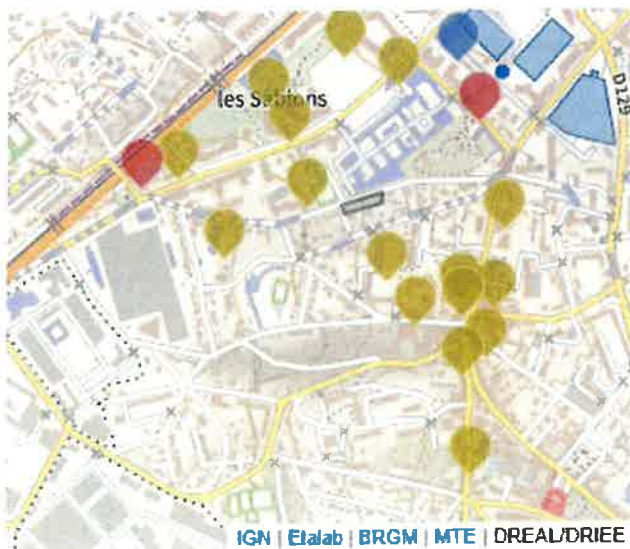 les Sablons
D129
IGN | Etalab | BRGM | MTE | DREAL/DRIEE